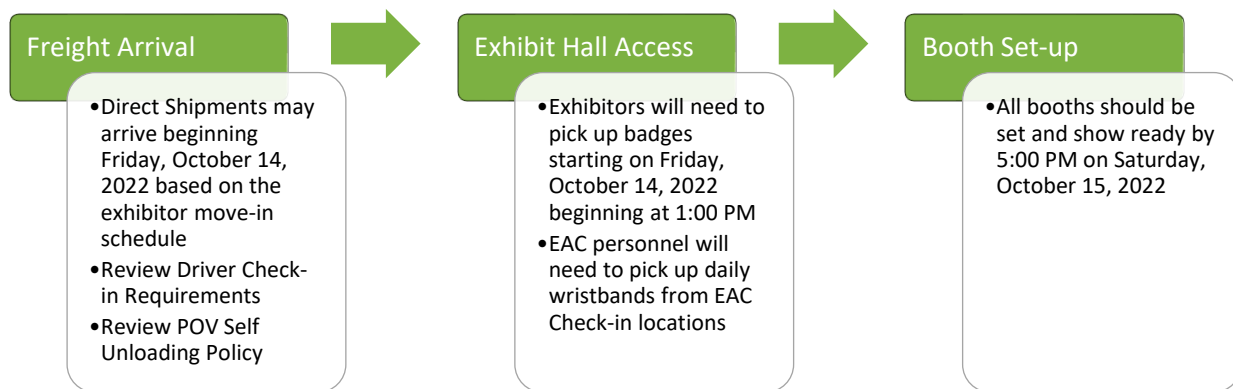 Freight Arrival
•Direct Shipments may
arrive beginning
Friday, October 14,
2022 based on the
exhibitor move-in
schedule
•Review Driver Check-
in Requirements
•Review POV Self
Unloading Policy
Exhibit Hall Access
•Exhibitors will need to
pick up badges
starting on Friday,
October 14, 2022
beginning at 1:00 PM
•EAC personnel will
need to pick up daily
wristbands from EAC
Check-in locations
Booth Set-up
•All booths should be
set and show ready by
5:00 PM on Saturday,
October 15, 2022